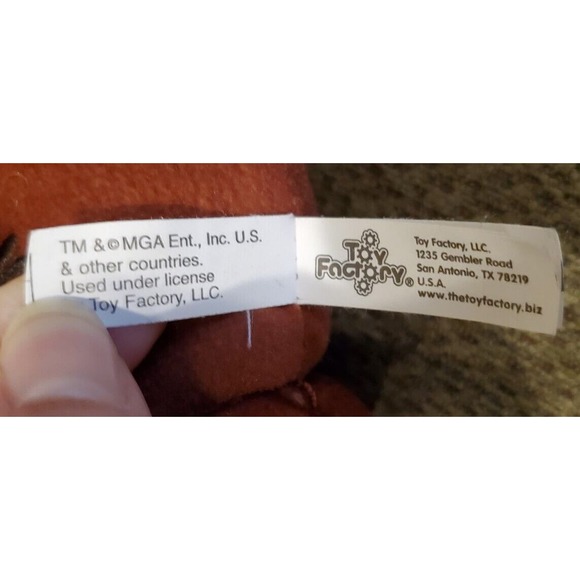 TM & © MGA Ent., Inc. U.S.
& other countries.
Used under license
Toy Factory, LLC.
Toy
Factory®
Toy Factory, LLC.
1235 Gembler Road
San Antonio, TX 78219
U.S.A.
www.thetoyfactory.biz